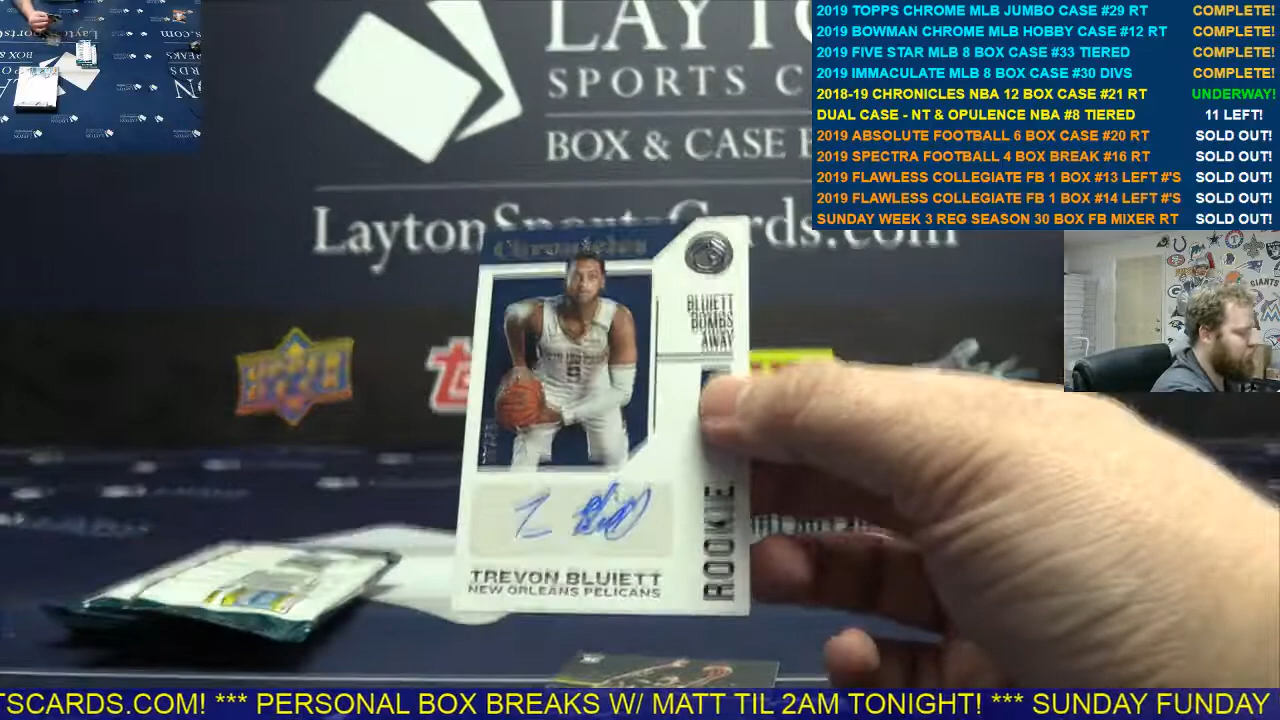 2019 TOPPS CHROME MLB JUMBO CASE #29 RT COMPLETE!
2019 BOWMAN CHROME MLB HOBBY CASE #12 RT COMPLETE!
2019 FIVE STAR MLB 8 BOX CASE #33 TIERED COMPLETE!
2019 IMMACULATE MLB 8 BOX CASE #30 DIVS COMPLETE!
2018-19 CHRONICLES NBA 12 BOX CASE #21 RT UNDERWAY!
DUAL CASE - NT & OPULENCE NBA #8 TIERED 11 LEFT!
2019 ABSOLUTE FOOTBALL 6 BOX CASE #20 RT SOLD OUT!
2019 SPECTRA FOOTBALL 4 BOX BREAK #16 RT SOLD OUT!
2019 FLAWLESS COLLEGIATE FB 1 BOX #13 LEFT #'S SOLD OUT!
2019 FLAWLESS COLLEGIATE FB 1 BOX #14 LEFT #'S SOLD OUT!
SUNDAY WEEK 3 REG SEASON 30 BOX FB MIXER RT SOLD OUT!
LAYTO
SPORTS C
BOX & CASE
LaytonSportsCards.com
Chronicles
BLUIETT
BOMBS
AWAY
ROOKIE
TREVON BLUIETT
NEW ORLEANS PELICANS
GIANTS
TSCARDS.COM! *** PERSONAL BOX BREAKS W/ MATT TIL 2AM TONIGHT! *** SUNDAY FUNDAY